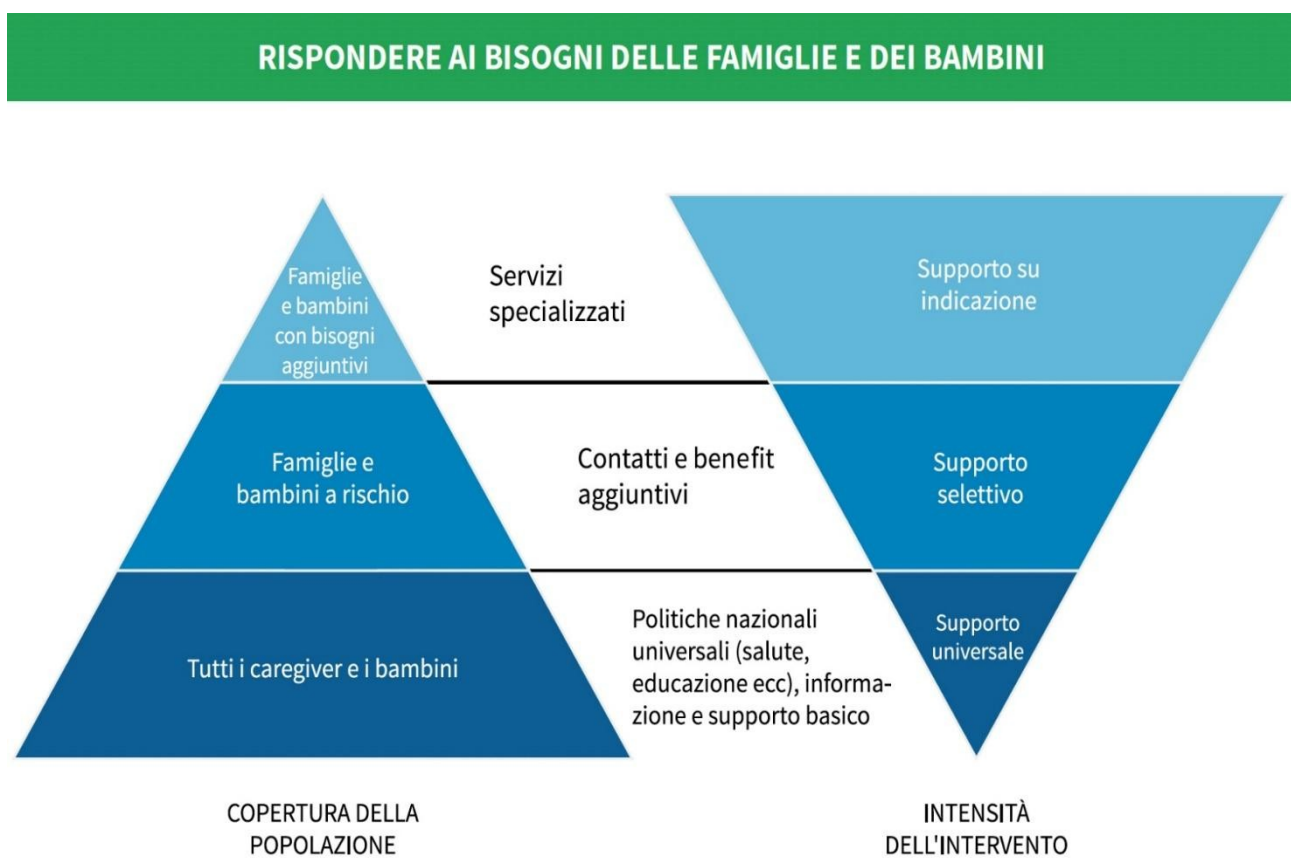 RISPONDERE AI BISOGNI DELLE FAMIGLIE E DEI BAMBINI
Famiglie
e bambini
con bisogni
aggiuntivi
Servizi
specializzati
Supporto su
indicazione
Famiglie e
bambini a rischio
Contatti e benefit
aggiuntivi
Supporto
selettivo
Tutti i caregiver e i bambini
Politiche nazionali
universali (salute,
educazione ecc), informa-
zione e supporto basico
Supporto
universale
COPERTURA DELLA
POPOLAZIONE
INTENSITÀ
DELL'INTERVENTO